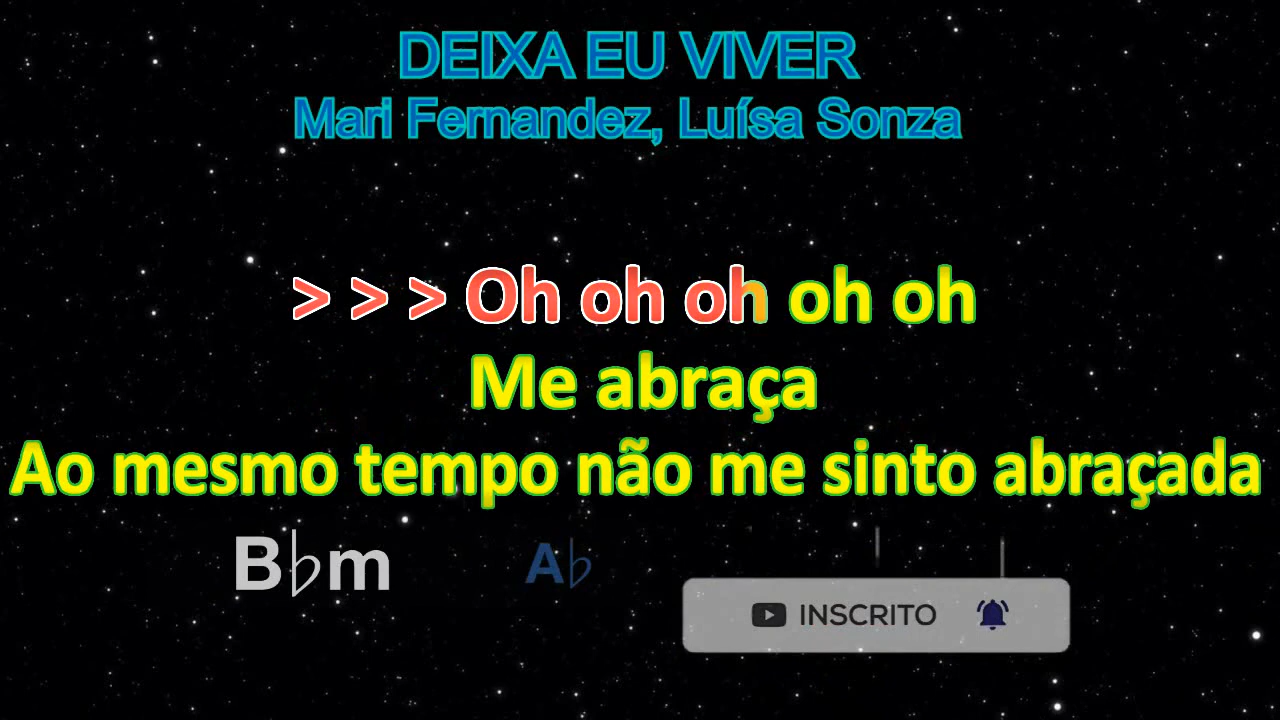 DEIXA EU VIVER
Mari Fernandez, Luísa Sonza
> > > Oh oh oh oh oh
Me abraça
Ao mesmo tempo não me sinto abraçada
B♭m A♭
INSCRITO